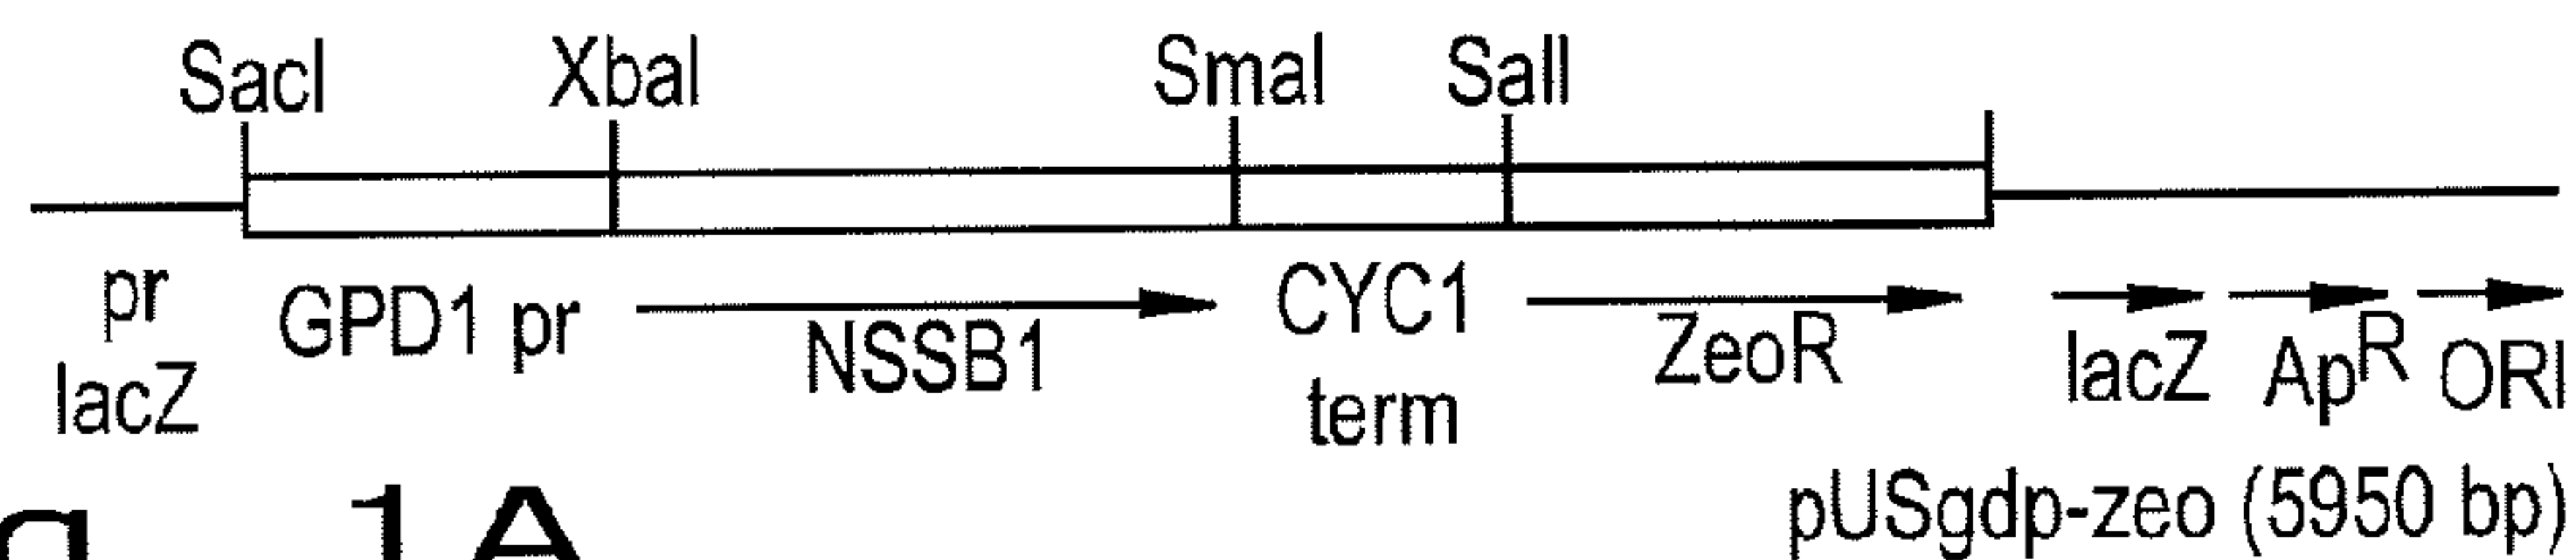 SacI XbaI SmaI SalI
pr GPD1 pr NSSB1 CYC1 ZeoR lacZ ApR ORI
lacZ term
pUSgdp-zeo (5950 bp)
1A